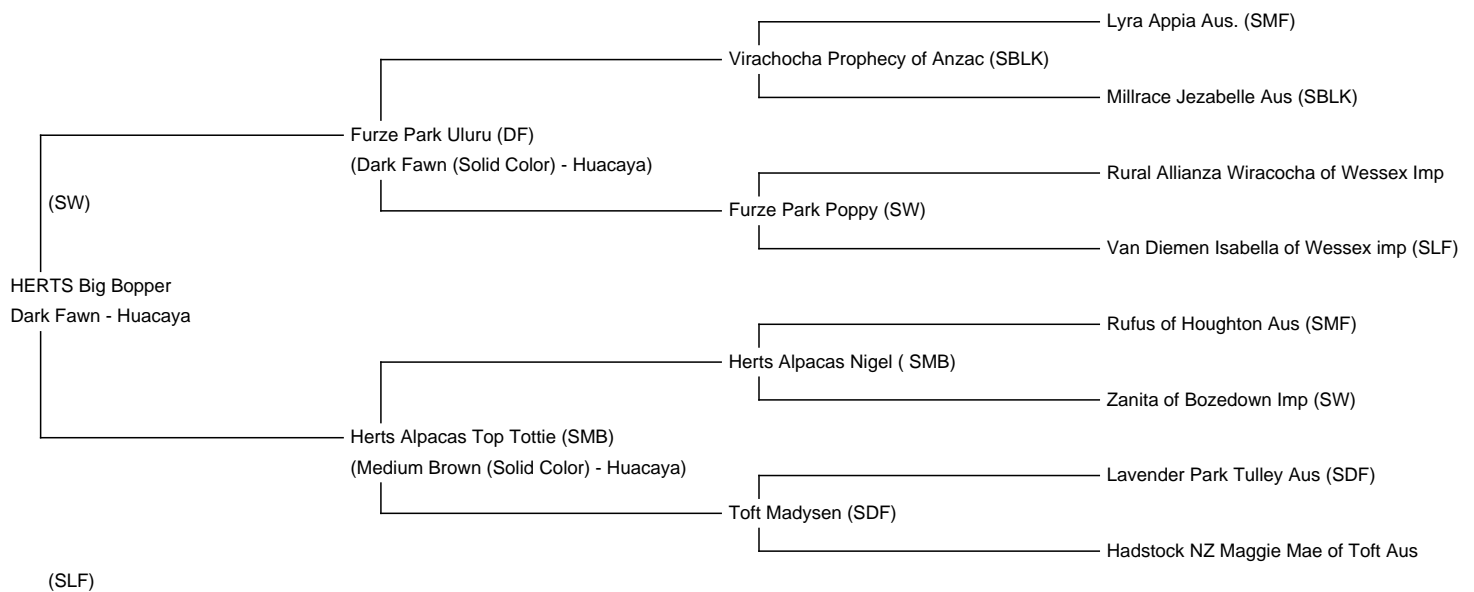 Lyra Appia Aus. (SMF)
Virachocha Prophecy of Anzac (SBLK)
Millrace Jezabelle Aus (SBLK)
Furze Park Uluru (DF)
(Dark Fawn (Solid Color) - Huacaya)
Rural Allianza Wiracocha of Wessex Imp
(SW)
Furze Park Poppy (SW)
Van Diemen Isabella of Wessex imp (SLF)
HERTS Big Bopper
Dark Fawn - Huacaya
Rufus of Houghton Aus (SMF)
Herts Alpacas Nigel ( SMB)
Zanita of Bozedown Imp (SW)
Herts Alpacas Top Tottie (SMB)
(Medium Brown (Solid Color) - Huacaya)
Lavender Park Tulley Aus (SDF)
Toft Madysen (SDF)
Hadstock NZ Maggie Mae of Toft Aus
(SLF)